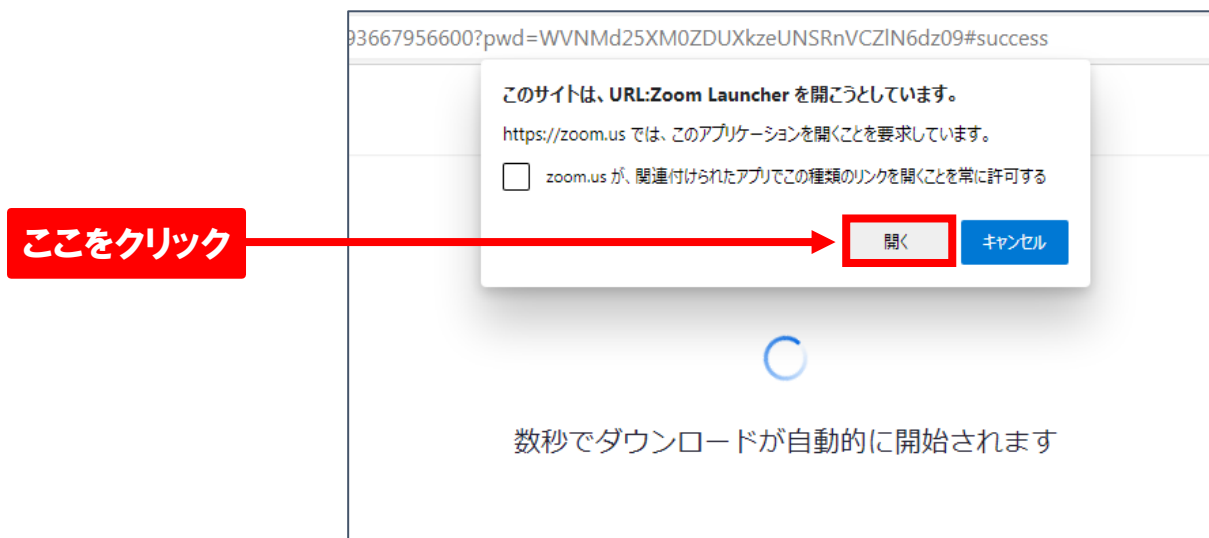 93667956600?pwd=WVNMd25XM0ZDUXkzeUNSRnVCZlN6dz09#success
このサイトは、URL:Zoom Launcher を開こうとしています。
https://zoom.us では、このアプリケーションを開くことを要求しています。
zoom.us が、関連付けられたアプリでこの種類のリンクを開くことを常に許可する
ここをクリック
開く
キャンセル
数秒でダウンロードが自動的に開始されます